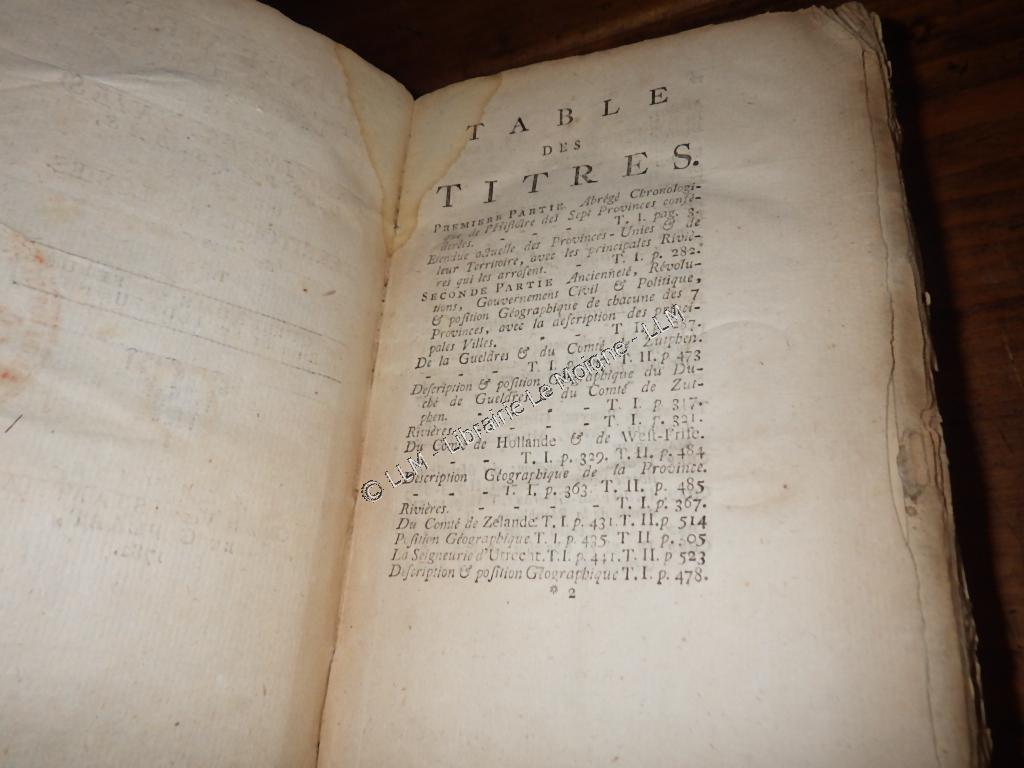 TABLE
DES
TITRES.
PREMIERE PARTIE. Abrégé Chronologi-
que de l'Histoire des Sept Provinces confé-
derées. - - - T. I. pag. 3.
Etendue actuelle des Provinces-Unies & de
leur Territoire, avec les principales Riviè-
res qui les arrosent. - T. I. p. 282.
SECONDE PARTIE Ancienneté, Révolu-
tions, Gouvernement Civil & Politique,
& position Géographique de chacune des 7
Provinces, avec la description des princi-
pales Villes. - - T 287.
De la Gueldres & du Comté Zutphen.
- - - T. I. T. II. p 473
Description & position Géographique du Du-
ché de Gueldres du Comté de Zut-
phen. - - - - T. I. p 317.
Rivières. - - - T. I. p. 321.
Du Comté de Hollande & de West-Frise.
- - - T. I. p. 329. T. II. p. 484
Description Géographique de la Province.
- - - T. I. p. 363. T. II. p. 485
Rivières. - - - - - T. I. p. 367.
Du Comté de Zélande. T. I. p. 431. T. II. p 514
Position Géographique T. I. p. 435. T II p. 505
La Seigneurie d'Utrecht. T. I. p. 441. T. II p 523
Description & position Géographique T. I. p. 478.
* 2
© LLM - Librairie Le Moigne - LLM